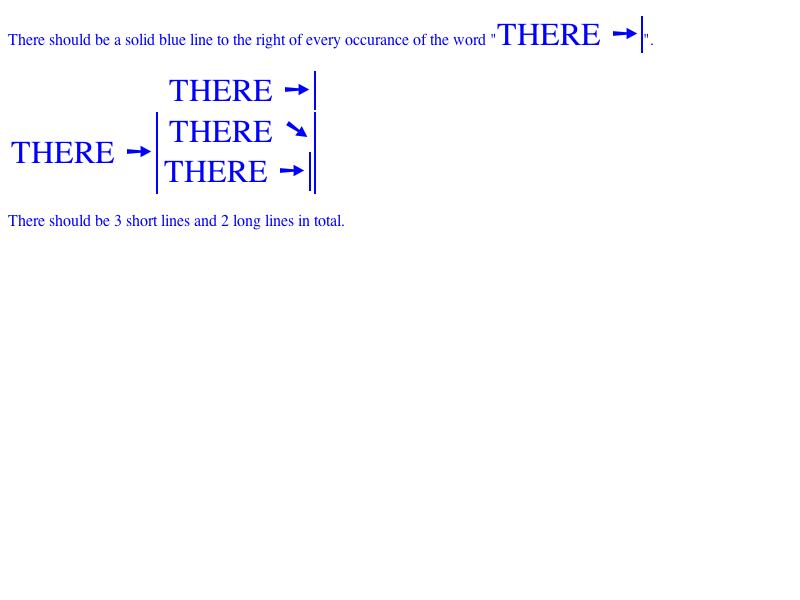 There should be a solid blue line to the right of every occurance of the word "THERE ➙".
THERE ➙
THERE ➘
THERE ➙
THERE ➙
There should be 3 short lines and 2 long lines in total.